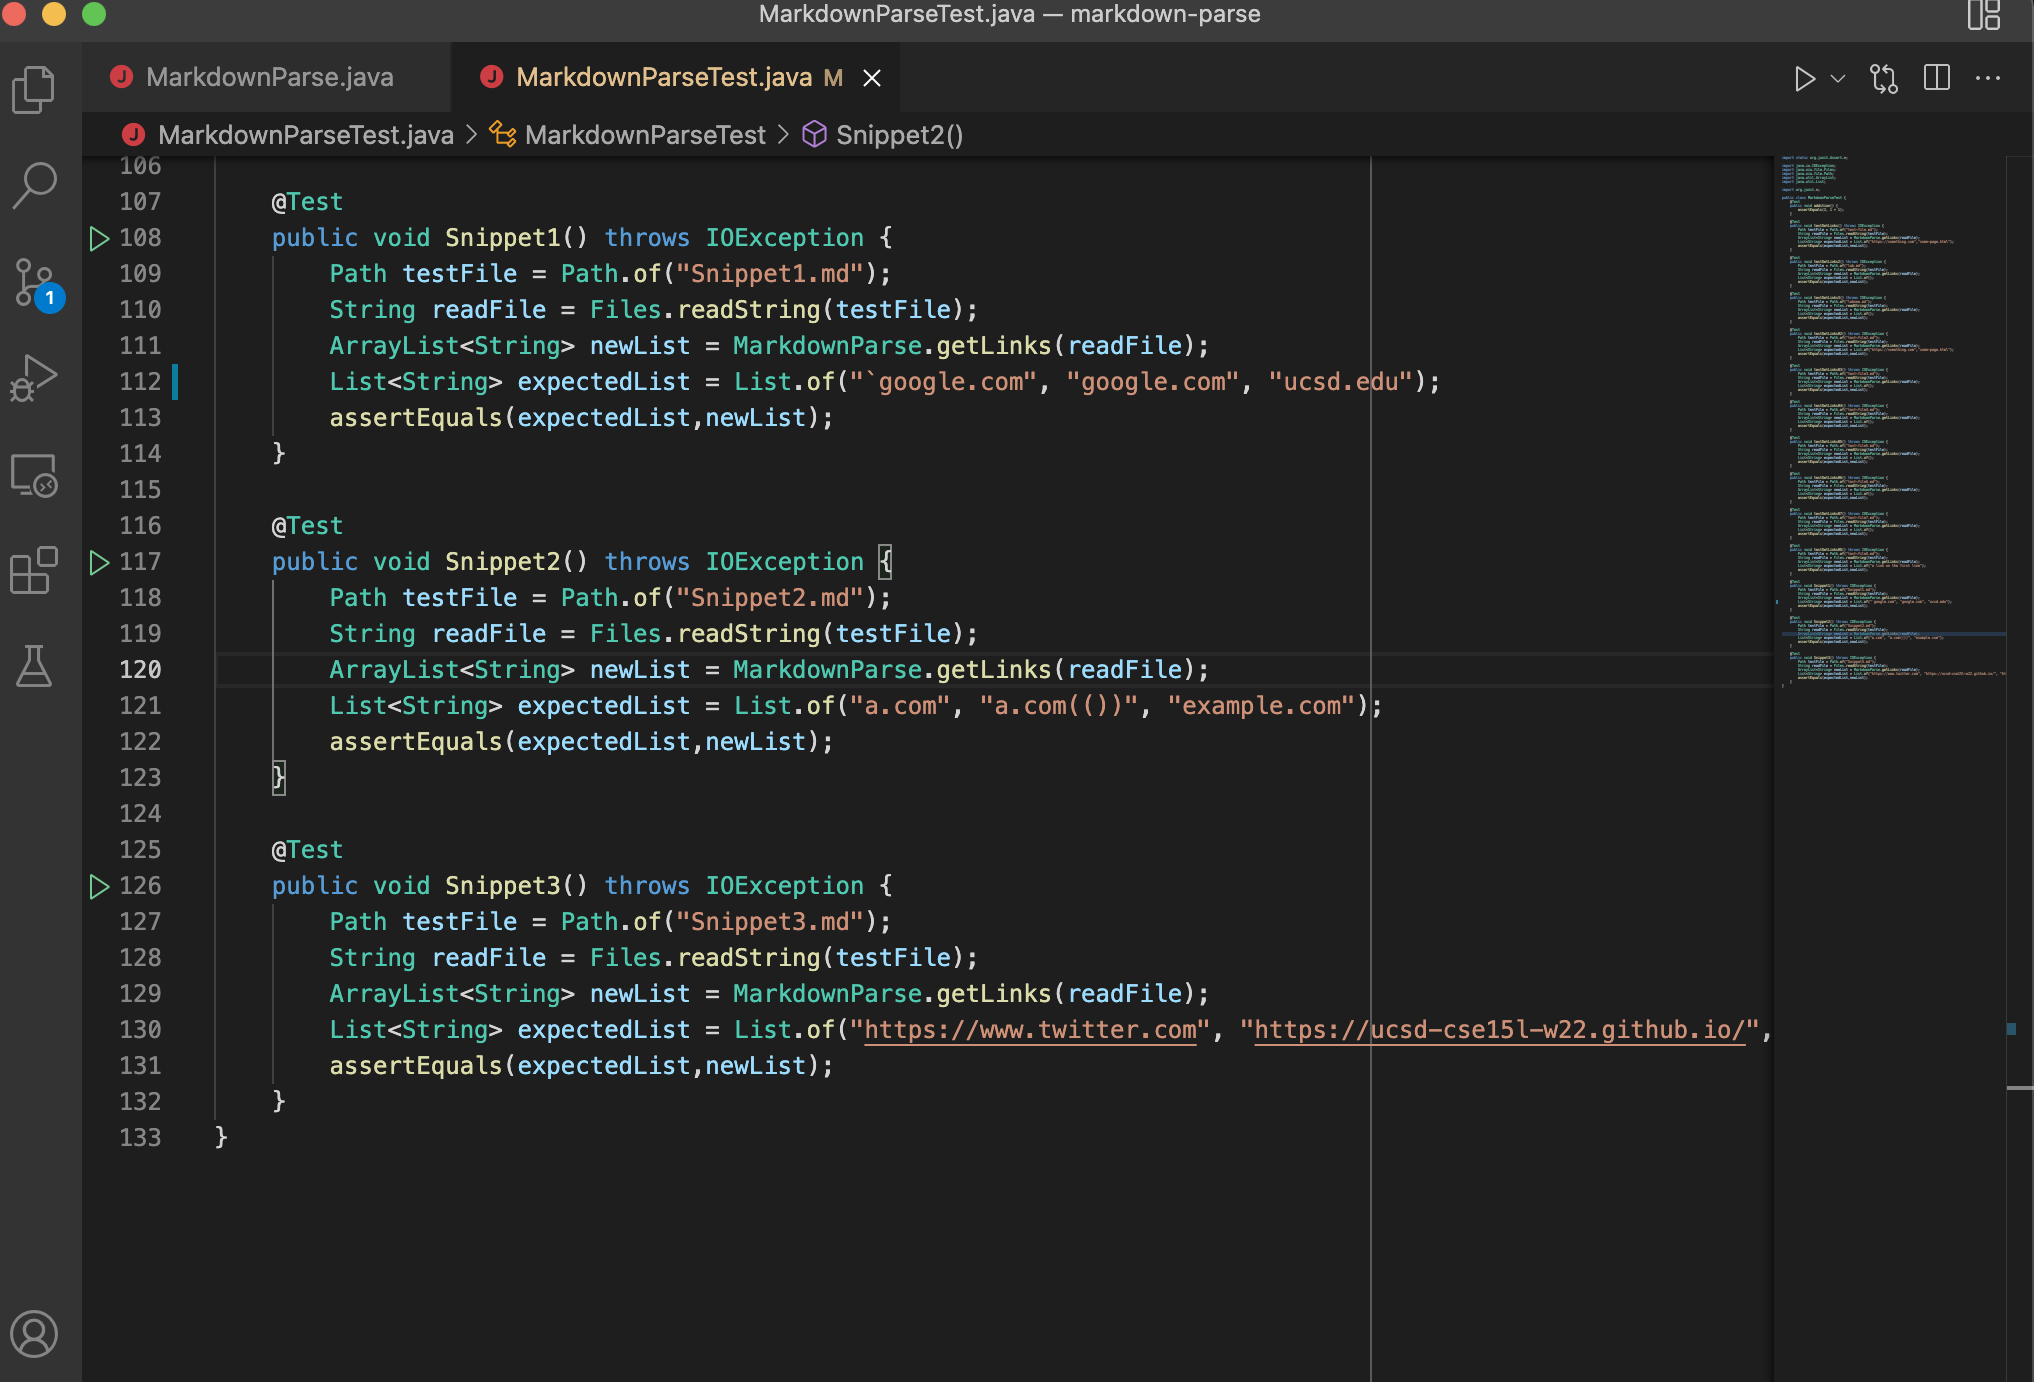 MarkdownParseTest.java — markdown-parse
MarkdownParse.java
MarkdownParseTest.java M
MarkdownParseTest.java > MarkdownParseTest > Snippet2()
106
107 @Test
108 public void Snippet1() throws IOException {
109 Path testFile = Path.of("Snippet1.md");
110 String readFile = Files.readString(testFile);
111 ArrayList<String> newList = MarkdownParse.getLinks(readFile);
112 List<String> expectedList = List.of("`google.com", "google.com", "ucsd.edu");
113 assertEquals(expectedList,newList);
114 }
115
116 @Test
117 public void Snippet2() throws IOException {
118 Path testFile = Path.of("Snippet2.md");
119 String readFile = Files.readString(testFile);
120 ArrayList<String> newList = MarkdownParse.getLinks(readFile);
121 List<String> expectedList = List.of("a.com", "a.com(())", "example.com");
122 assertEquals(expectedList,newList);
123 }
124
125 @Test
126 public void Snippet3() throws IOException {
127 Path testFile = Path.of("Snippet3.md");
128 String readFile = Files.readString(testFile);
129 ArrayList<String> newList = MarkdownParse.getLinks(readFile);
130 List<String> expectedList = List.of("https://www.twitter.com", "https://ucsd-cse15l-w22.github.io/",
131 assertEquals(expectedList,newList);
132 }
133 }
1